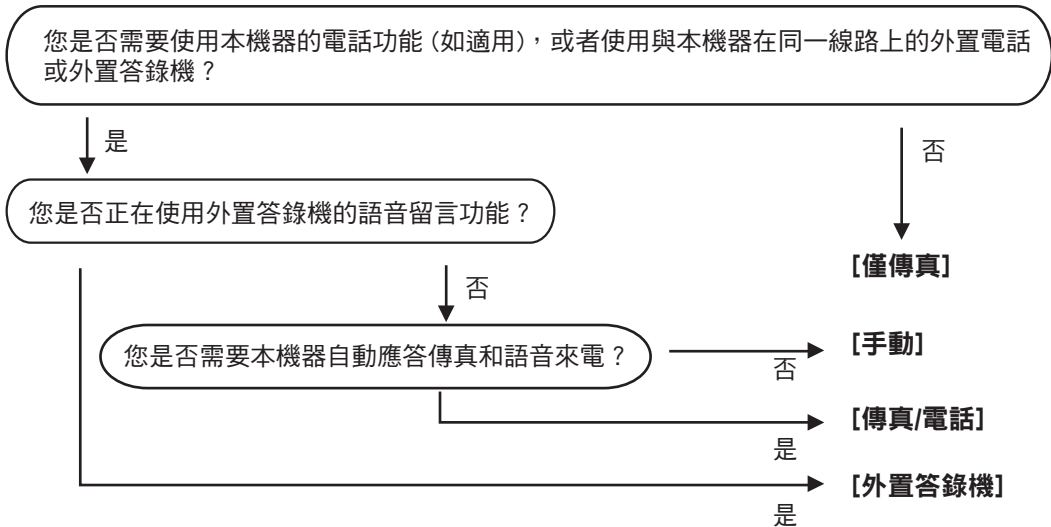 您是否需要使用本機器的電話功能 (如適用)，或者使用與本機器在同一線路上的外置電話
或外置答錄機？
是
否
您是否正在使用外置答錄機的語音留言功能？
[僅傳真]
否
您是否需要本機器自動應答傳真和語音來電？
[手動]
否
[傳真/電話]
是
[外置答錄機]
是